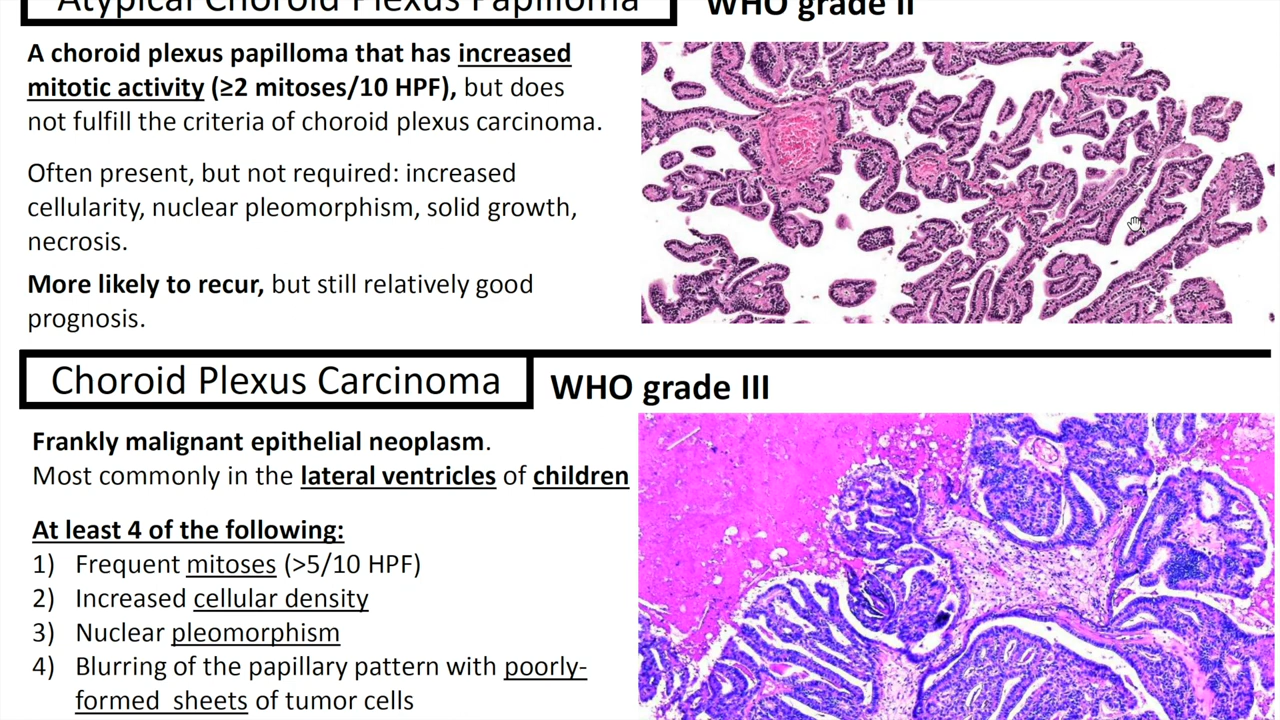 Atypical Choroid Plexus Papilloma WHO grade II
A choroid plexus papilloma that has increased
mitotic activity (≥2 mitoses/10 HPF), but does
not fulfill the criteria of choroid plexus carcinoma.
Often present, but not required: increased
cellularity, nuclear pleomorphism, solid growth,
necrosis.
More likely to recur, but still relatively good
prognosis.
Choroid Plexus Carcinoma WHO grade III
Frankly malignant epithelial neoplasm.
Most commonly in the lateral ventricles of children
At least 4 of the following:
1) Frequent mitoses (>5/10 HPF)
2) Increased cellular density
3) Nuclear pleomorphism
4) Blurring of the papillary pattern with poorly-
formed sheets of tumor cells